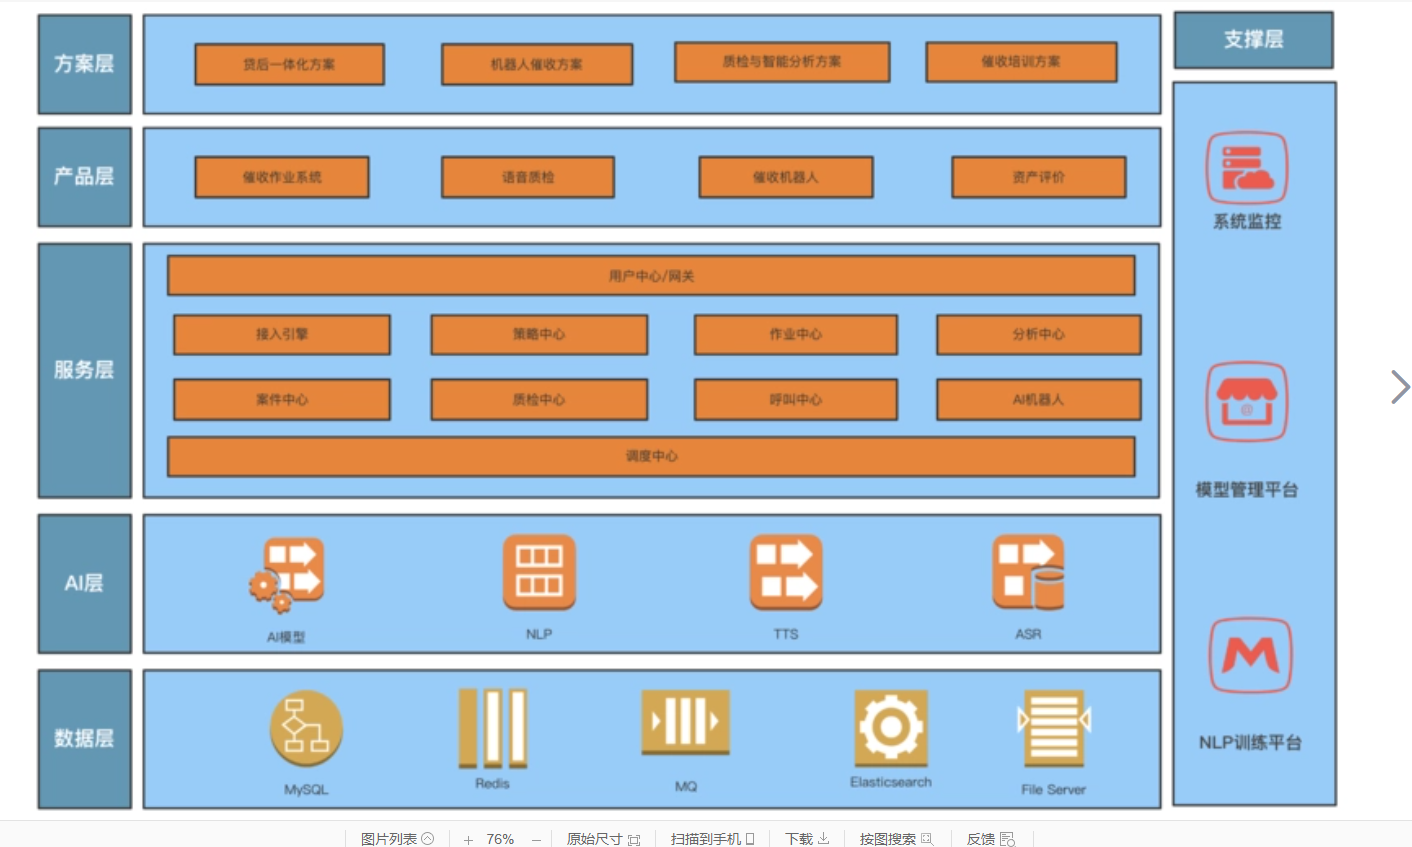 方案层
贷后一体化方案
机器人催收方案
质检与智能分析方案
催收培训方案
支撑层
产品层
催收作业系统
语音质检
催收机器人
资产评价
系统监控
服务层
用户中心/网关
接入引擎
策略中心
作业中心
分析中心
案件中心
质检中心
呼叫中心
AI机器人
调度中心
模型管理平台
AI层
AI模型
NLP
TTS
ASR
数据层
MySQL
Redis
MQ
Elasticsearch
File Server
NLP训练平台
图片列表
76%
原始尺寸
扫描到手机
下载
按图搜索
反馈